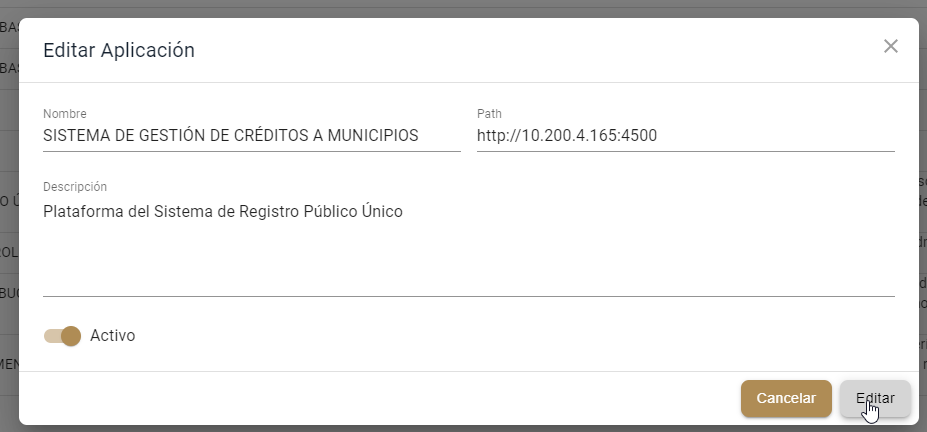 Editar Aplicación
Nombre
Path
SISTEMA DE GESTIÓN DE CRÉDITOS A MUNICIPIOS
http://10.200.4.165:4500
Descripción
Plataforma del Sistema de Registro Público Único
Activo
Cancelar
Editar